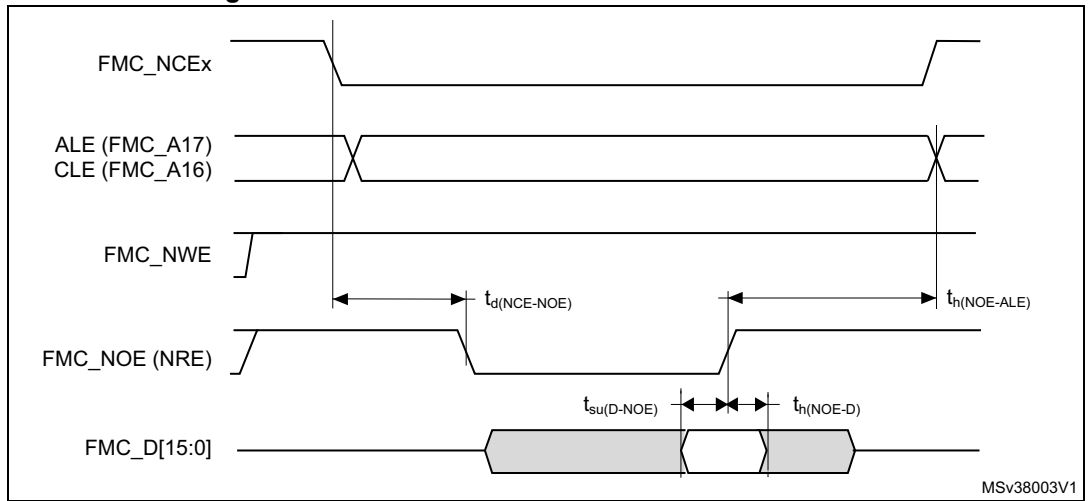 FMC_NCEx
ALE (FMC_A17)
CLE (FMC_A16)
FMC_NWE
td(NCE-NOE)
th(NOE-ALE)
FMC_NOE (NRE)
tsu(D-NOE)
th(NOE-D)
FMC_D[15:0]
MSv38003V1